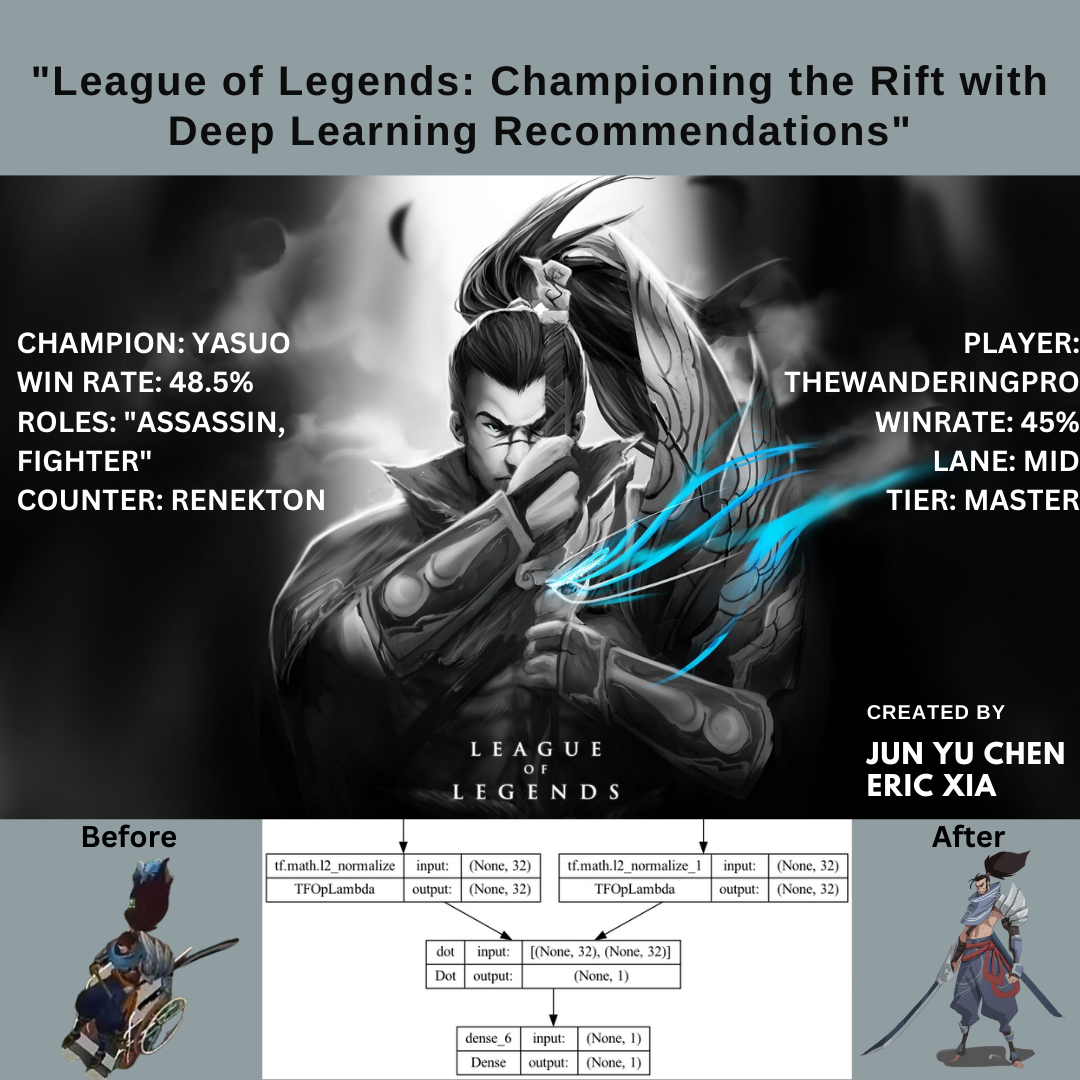 "League of Legends: Championing the Rift with
Deep Learning Recommendations"
CHAMPION: YASUO
WIN RATE: 48.5%
ROLES: "ASSASSIN,
FIGHTER"
COUNTER: RENEKTON
PLAYER:
THEWANDERINGPRO
WINRATE: 45%
LANE: MID
TIER: MASTER
CREATED BY
JUN YU CHEN
ERIC XIA
LEAGUE
OF
LEGENDS
Before
tf.math.l2_normalize input: (None, 32)
TFOpLambda output: (None, 32)
tf.math.l2_normalize_1 input: (None, 32)
TFOpLambda output: (None, 32)
dot input: [(None, 32), (None, 32)]
Dot output: (None, 1)
dense_6 input: (None, 1)
Dense output: (None, 1)
After